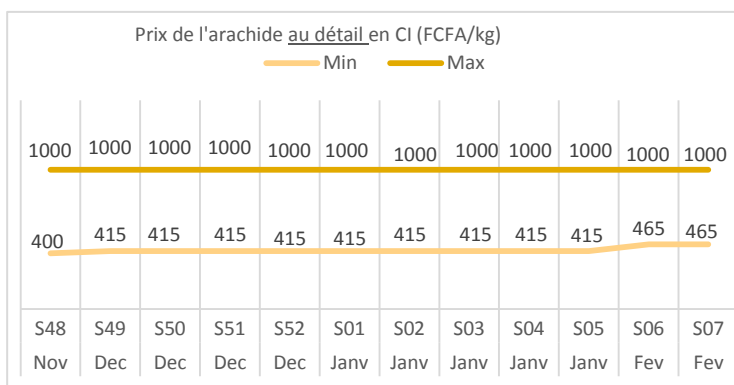 Prix de l'arachide au détail en CI (FCFA/kg)
Min Max
1000 1000 1000 1000 1000 1000 1000 1000 1000 1000 1000 1000
400 415 415 415 415 415 415 415 415 415 465 465
S48 S49 S50 S51 S52 S01 S02 S03 S04 S05 S06 S07
Nov Dec Dec Dec Dec Janv Janv Janv Janv Janv Fev Fev